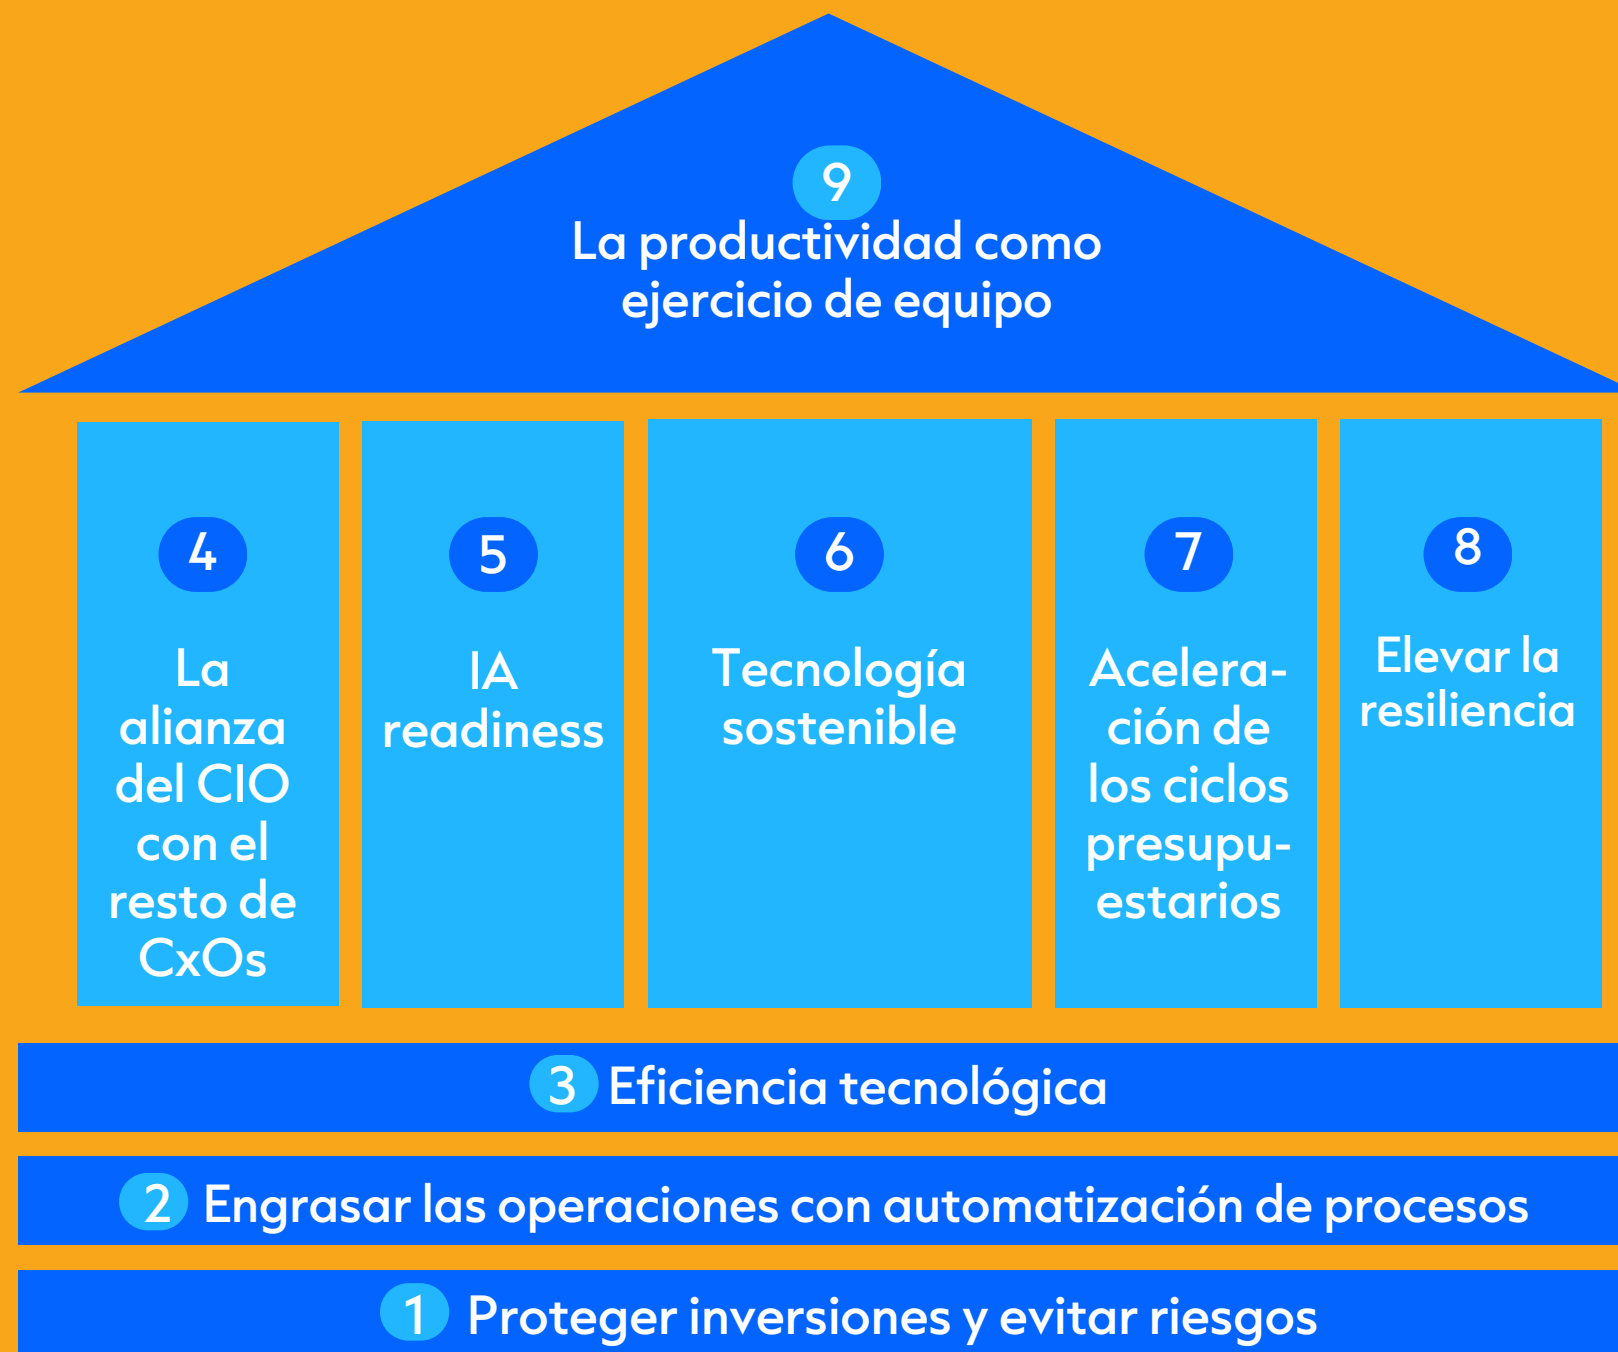 9
La productividad como
ejercicio de equipo
4
La
alianza
del CIO
con el
resto de
CxOs
5
IA
readiness
6
Tecnología
sostenible
7
Acelera-
ción de
los ciclos
presupu-
estarios
8
Elevar la
resiliencia
3 Eficiencia tecnológica
2 Engrasar las operaciones con automatización de procesos
1 Proteger inversiones y evitar riesgos